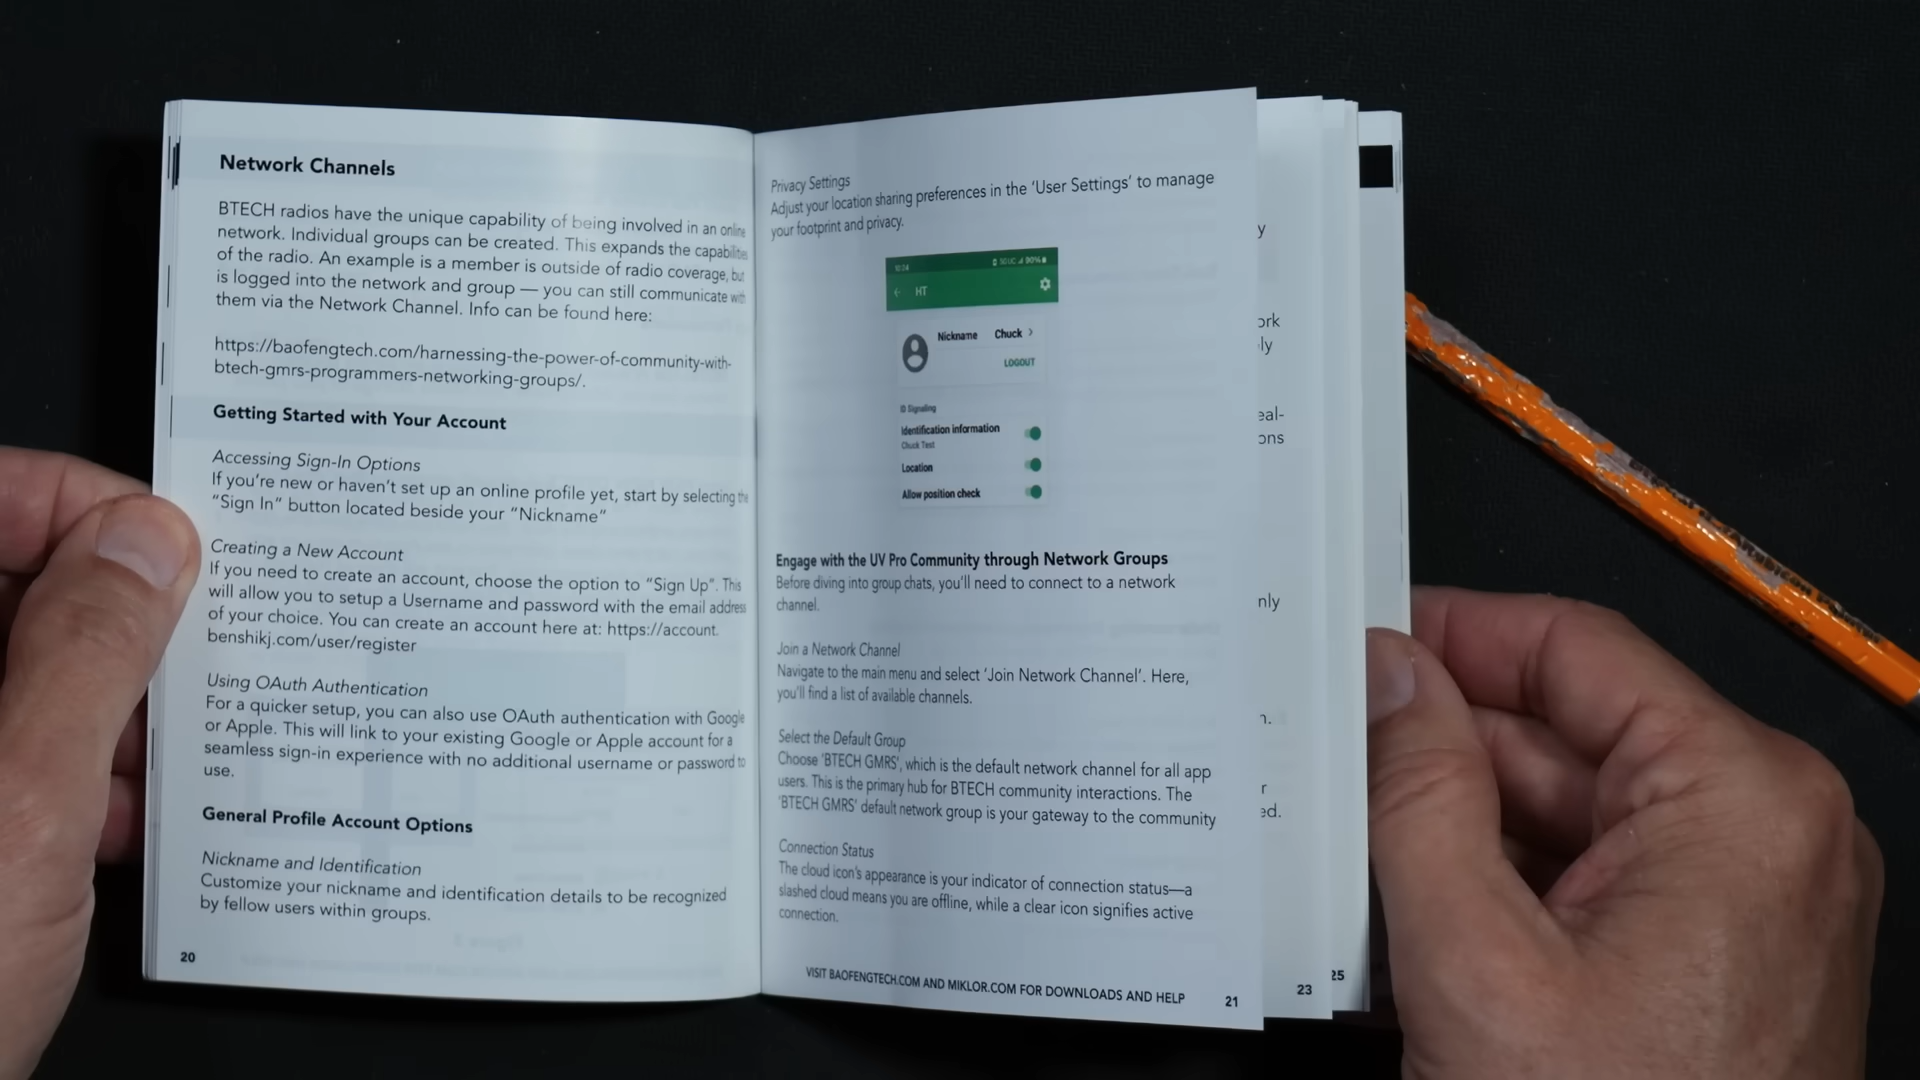 Network Channels
BTECH radios have the unique capability of being involved in an online
network. Individual groups can be created. This expands the capabilities
of the radio. An example is a member is outside of radio coverage, but
is logged into the network and group — you can still communicate with
them via the Network Channel. Info can be found here:
https://baofengtech.com/harnessing-the-power-of-community-with-
btech-gmrs-programmers-networking-groups/.
Getting Started with Your Account
Accessing Sign-In Options
If you're new or haven't set up an online profile yet, start by selecting the
"Sign In" button located beside your "Nickname"
Creating a New Account
If you need to create an account, choose the option to "Sign Up". This
will allow you to setup a Username and password with the email address
of your choice. You can create an account here at: https://account.
benshikj.com/user/register
Using OAuth Authentication
For a quicker setup, you can also use OAuth authentication with Google
or Apple. This will link to your existing Google or Apple account for a
seamless sign-in experience with no additional username or password to
use.
General Profile Account Options
Nickname and Identification
Customize your nickname and identification details to be recognized
by fellow users within groups.
20
Privacy Settings
Adjust your location sharing preferences in the 'User Settings' to manage
your footprint and privacy.
90%
HT
Nickname Chuck >
LOGOUT
ID Signaling
Identification information
Chuck Test
Location
Allow position check
Engage with the UV Pro Community through Network Groups
Before diving into group chats, you'll need to connect to a network
channel.
Join a Network Channel
Navigate to the main menu and select 'Join Network Channel'. Here,
you'll find a list of available channels.
Select the Default Group
Choose 'BTECH GMRS', which is the default network channel for all app
users. This is the primary hub for BTECH community interactions. The
'BTECH GMRS' default network group is your gateway to the community
Connection Status
The cloud icon's appearance is your indicator of connection status—a
slashed cloud means you are offline, while a clear icon signifies active
connection.
VISIT BAOFENGTECH.COM AND MIKLOR.COM FOR DOWNLOADS AND HELP
21
23
25